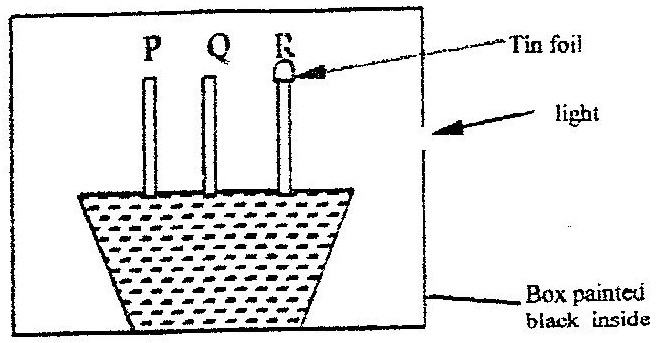 P Q R
Tin foil
light
Box painted
black inside